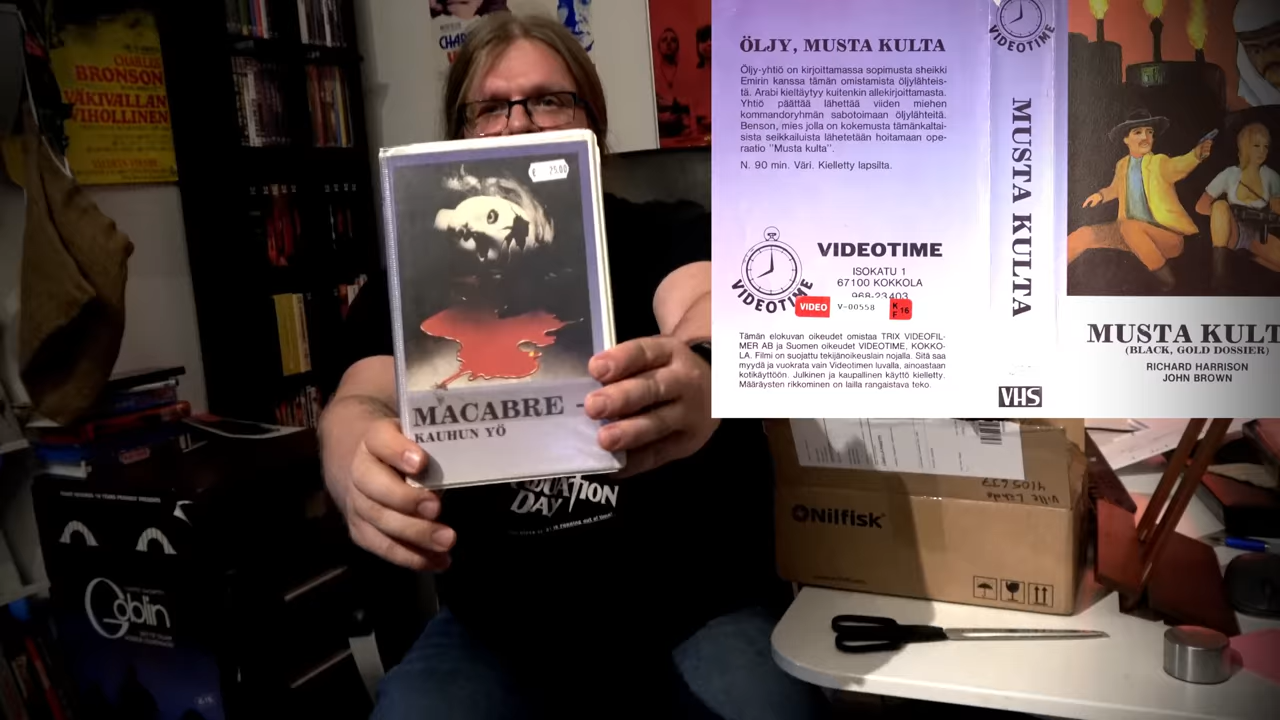 CHARLES
BRONSON
VÄKIVALLAN
VIHOLLINEN
€ 25,00
MACABRE -
KAUHUN YÖ
DAY
Goblin
ÖLJY, MUSTA KULTA
Öljy-yhtiö on kirjoittamassa sopimusta sheikki
Emirin kanssa tämän omistamista öljylähteis-
tä. Arabi kieltäytyy kuitenkin allekirjoittamasta.
Yhtiö päättää lähettää viiden miehen
kommandoryhmän sabotoimaan öljylähteitä.
Benson, mies jolla on kokemusta tämänkaltai-
sista seikkailuista lähetetään hoitamaan ope-
raatio "Musta kulta".
N. 90 min. Väri. Kielletty lapsilta.
VIDEOTIME
VIDEOTIME
ISOKATU 1
67100 KOKKOLA
968-23403
VIDEO V-00558 K F 16
Tämän elokuvan oikeudet omistaa TRIX VIDEOFIL-
MER AB ja Suomen oikeudet VIDEOTIME, KOKKO-
LA. Filmi on suojattu tekijänoikeuslain nojalla. Sitä saa
myydä ja vuokrata vain Videotimen luvalla, ainoastaan
kotikäyttöön. Julkinen ja kaupallinen käyttö kielletty.
Määräysten rikkominen on lailla rangaistava teko.
VIDEOTIME
MUSTA KULTA
VHS
MUSTA KULT
(BLACK, GOLD DOSSIER)
RICHARD HARRISON
JOHN BROWN
Nilfisk